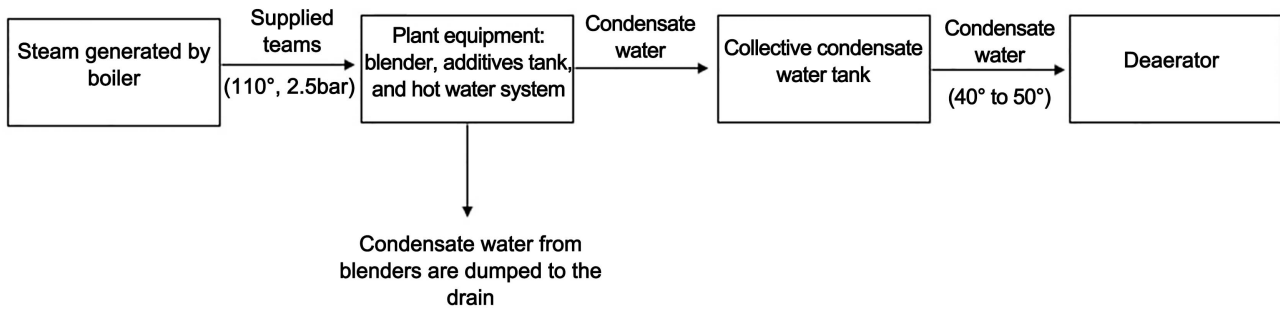 Steam generated by
boiler
Supplied
teams
(110°, 2.5bar)
Plant equipment:
blender, additives tank,
and hot water system
Condensate
water
Collective condensate
water tank
Condensate
water
(40° to 50°)
Deaerator
Condensate water from
blenders are dumped to the
drain